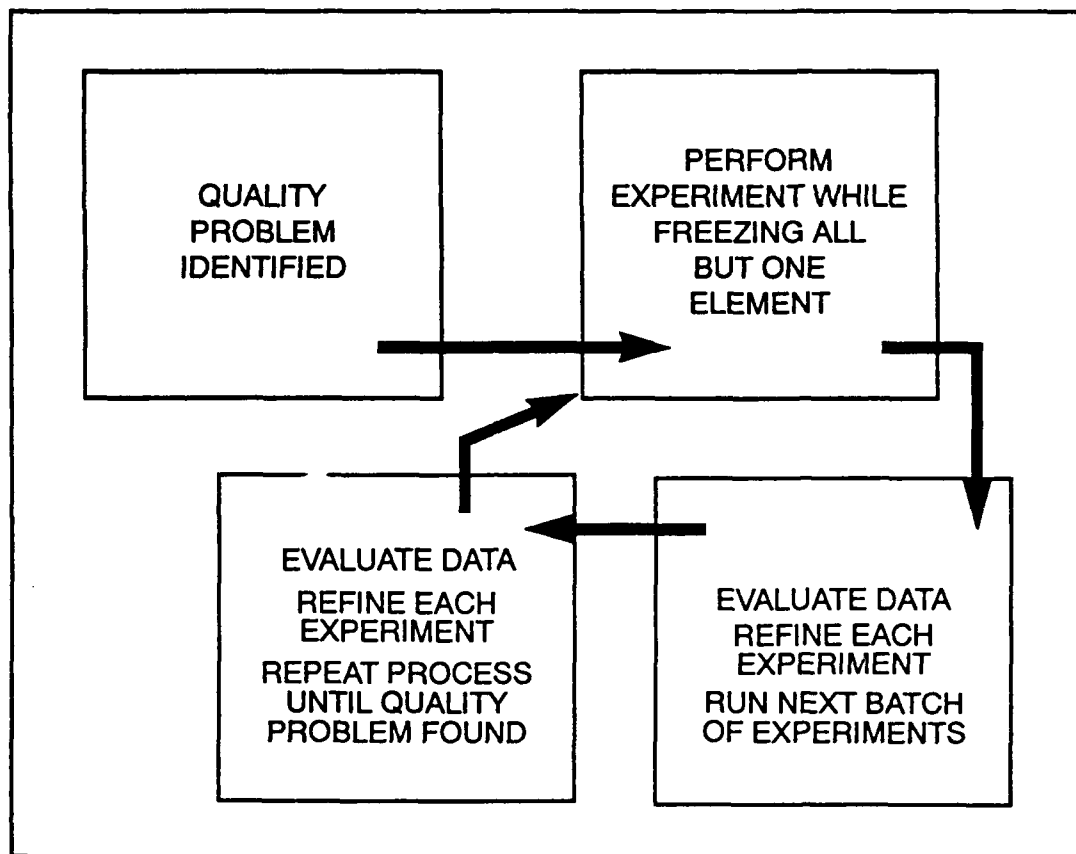 QUALITY
PROBLEM
IDENTIFIED
PERFORM
EXPERIMENT WHILE
FREEZING ALL
BUT ONE
ELEMENT
EVALUATE DATA
REFINE EACH
EXPERIMENT
RUN NEXT BATCH
OF EXPERIMENTS
EVALUATE DATA
REFINE EACH
EXPERIMENT
REPEAT PROCESS
UNTIL QUALITY
PROBLEM FOUND